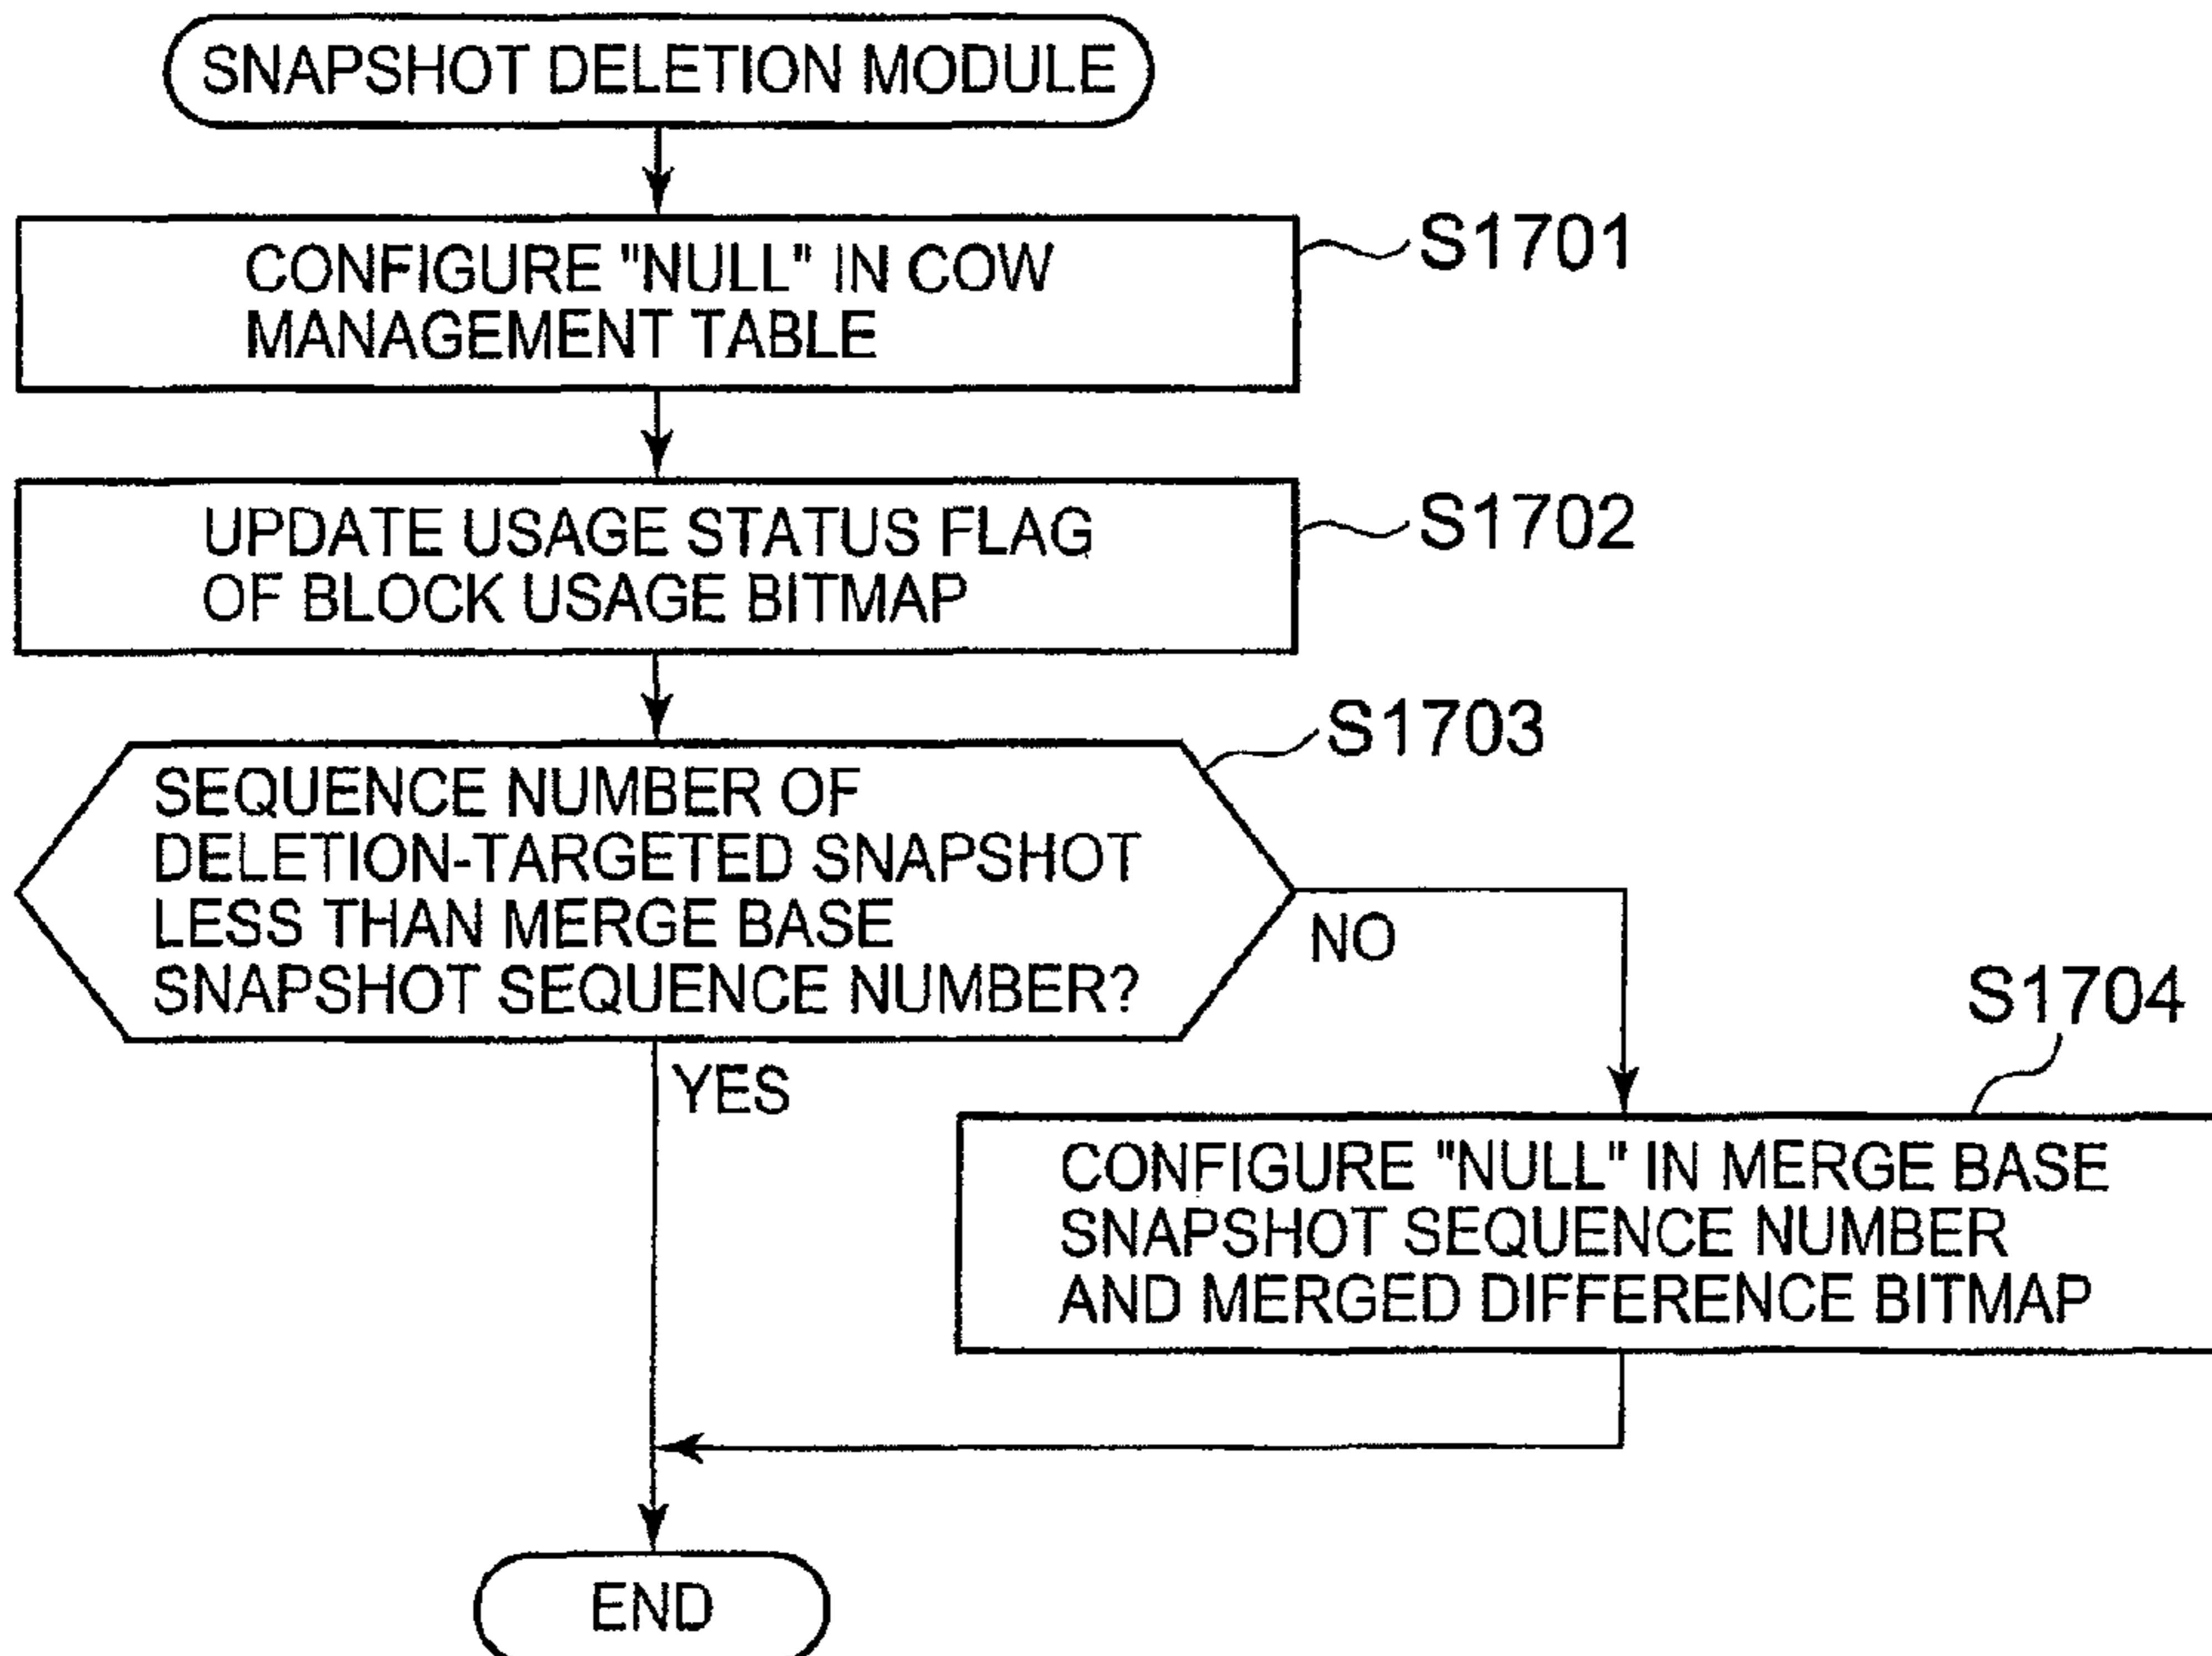 SNAPSHOT DELETION MODULE
CONFIGURE "NULL" IN COW
MANAGEMENT TABLE
S1701
UPDATE USAGE STATUS FLAG
OF BLOCK USAGE BITMAP
S1702
SEQUENCE NUMBER OF
DELETION-TARGETED SNAPSHOT
LESS THAN MERGE BASE
SNAPSHOT SEQUENCE NUMBER?
S1703
NO
YES
S1704
CONFIGURE "NULL" IN MERGE BASE
SNAPSHOT SEQUENCE NUMBER
AND MERGED DIFFERENCE BITMAP
END